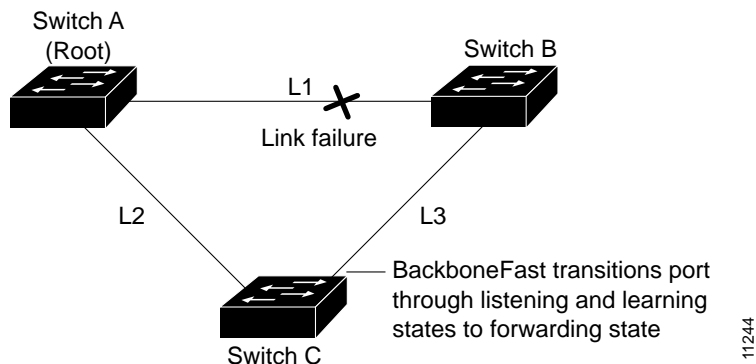 Switch A
(Root)
Switch B
L1
Link failure
L2
L3
BackboneFast transitions port
through listening and learning
states to forwarding state
Switch C
11244